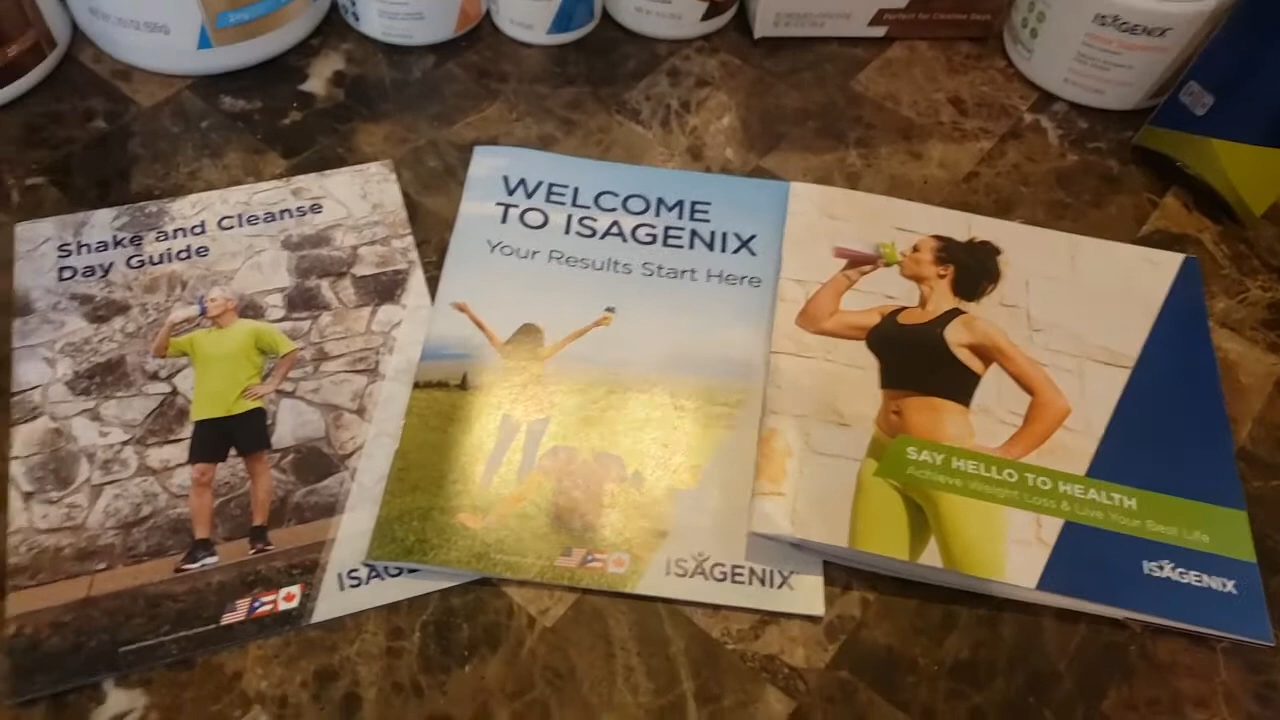 ISAGENIX
Perfect for Cleanse Days
Shake and Cleanse
Day Guide
WELCOME
TO ISAGENIX
Your Results Start Here
ISAGENIX
SAY HELLO TO HEALTH
Achieve Weight Loss & Live Your Best Life
ISAGENIX
ISAGE